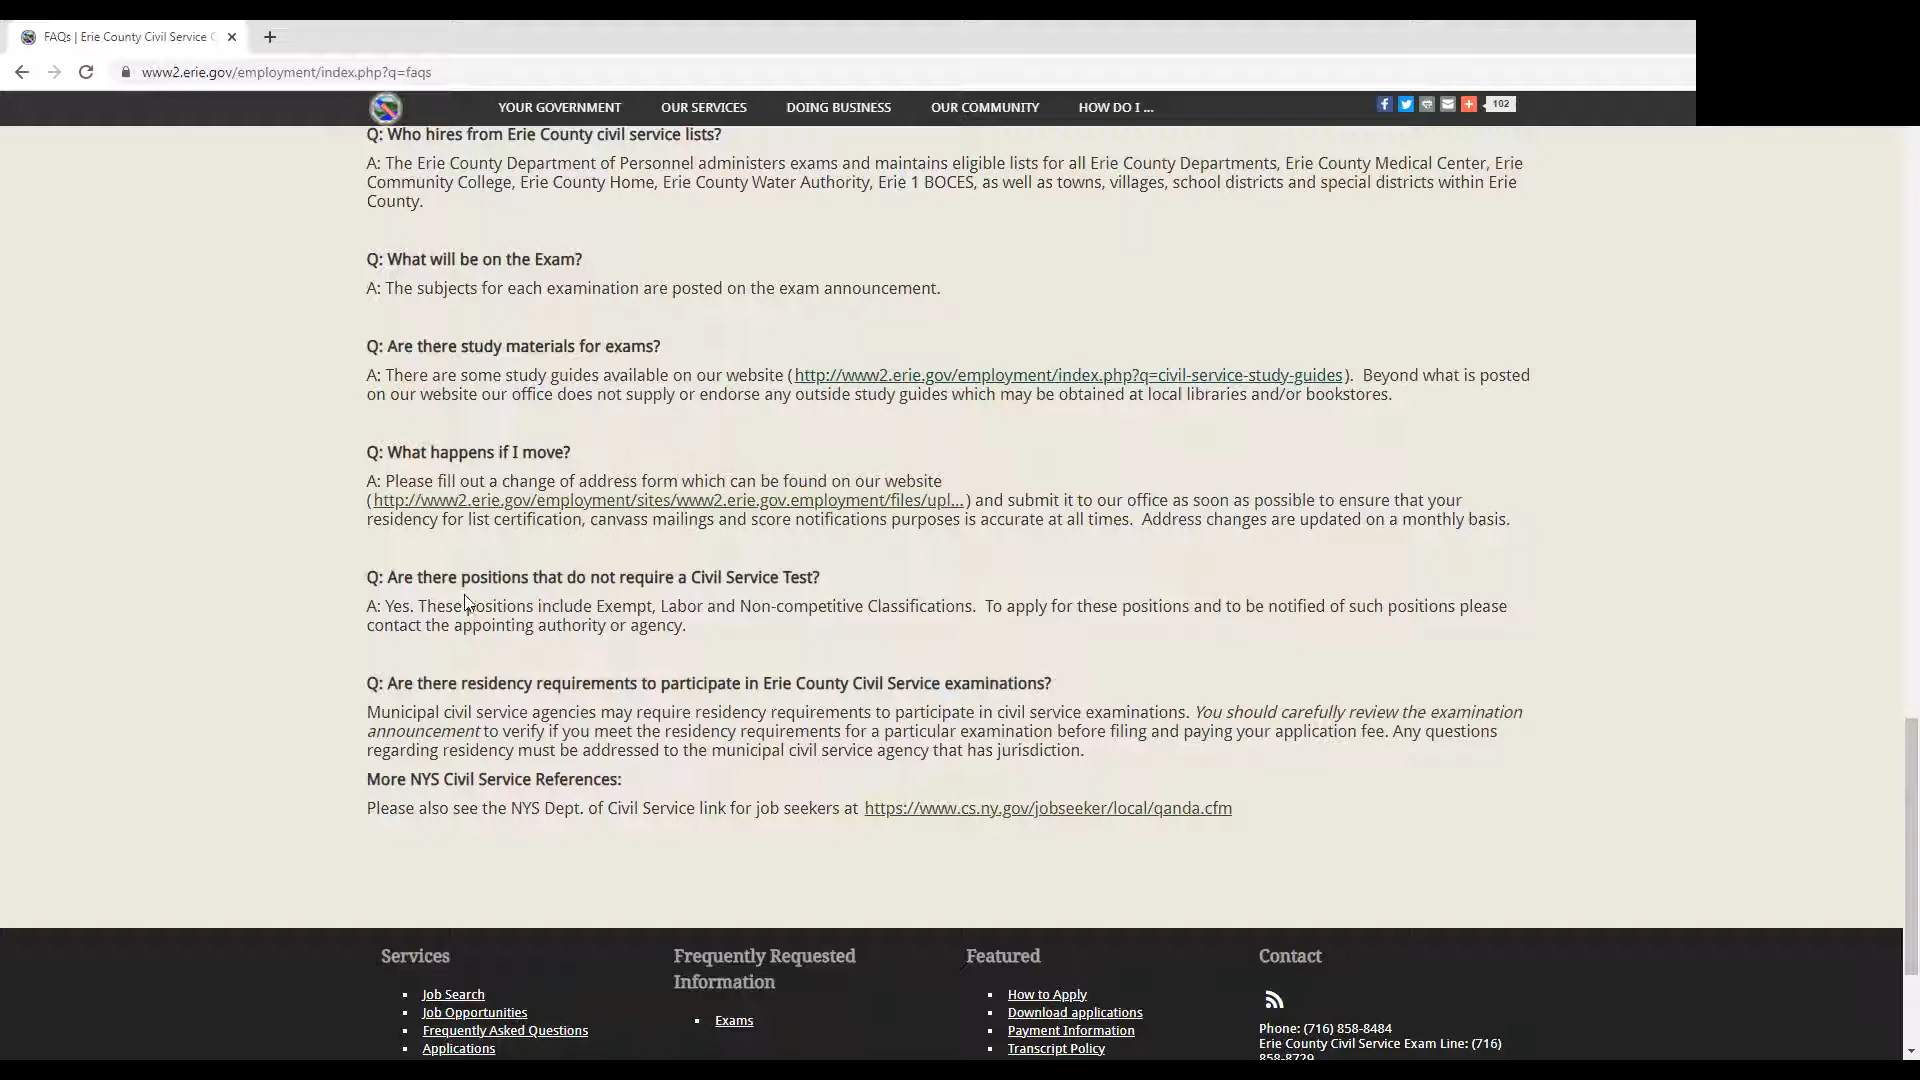 FAQs | Erie County Civil Service
www2.erie.gov/employment/index.php?q=faqs
YOUR GOVERNMENT OUR SERVICES DOING BUSINESS OUR COMMUNITY HOW DO I ... 102
Q: Who hires from Erie County civil service lists?
A: The Erie County Department of Personnel administers exams and maintains eligible lists for all Erie County Departments, Erie County Medical Center, Erie
Community College, Erie County Home, Erie County Water Authority, Erie 1 BOCES, as well as towns, villages, school districts and special districts within Erie
County.
Q: What will be on the Exam?
A: The subjects for each examination are posted on the exam announcement.
Q: Are there study materials for exams?
A: There are some study guides available on our website (http://www2.erie.gov/employment/index.php?q=civil-service-study-guides).  Beyond what is posted
on our website our office does not supply or endorse any outside study guides which may be obtained at local libraries and/or bookstores.
Q: What happens if I move?
A: Please fill out a change of address form which can be found on our website
(http://www2.erie.gov/employment/sites/www2.erie.gov.employment/files/upl...) and submit it to our office as soon as possible to ensure that your
residency for list certification, canvass mailings and score notifications purposes is accurate at all times.  Address changes are updated on a monthly basis.
Q: Are there positions that do not require a Civil Service Test?
A: Yes. These positions include Exempt, Labor and Non-competitive Classifications.  To apply for these positions and to be notified of such positions please
contact the appointing authority or agency.
Q: Are there residency requirements to participate in Erie County Civil Service examinations?
Municipal civil service agencies may require residency requirements to participate in civil service examinations. You should carefully review the examination
announcement to verify if you meet the residency requirements for a particular examination before filing and paying your application fee. Any questions
regarding residency must be addressed to the municipal civil service agency that has jurisdiction.
More NYS Civil Service References:
Please also see the NYS Dept. of Civil Service link for job seekers at https://www.cs.ny.gov/jobseeker/local/qanda.cfm
Services
Job Search
Job Opportunities
Frequently Asked Questions
Applications
Frequently Requested
Information
Exams
Featured
How to Apply
Download applications
Payment Information
Transcript Policy
Contact
Phone: (716) 858-8484
Erie County Civil Service Exam Line: (716)
858-8729